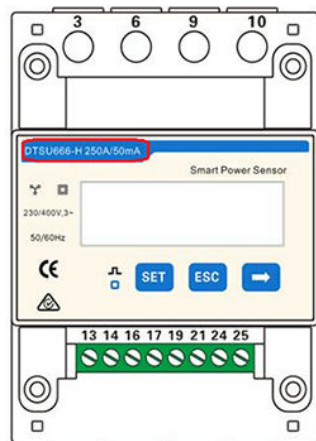 3 6 9 10
DTSU666-H 250A/50mA
Smart Power Sensor
230/400V,3~
50/60Hz
CE
SET ESC
13 14 16 17 19 21 24 25